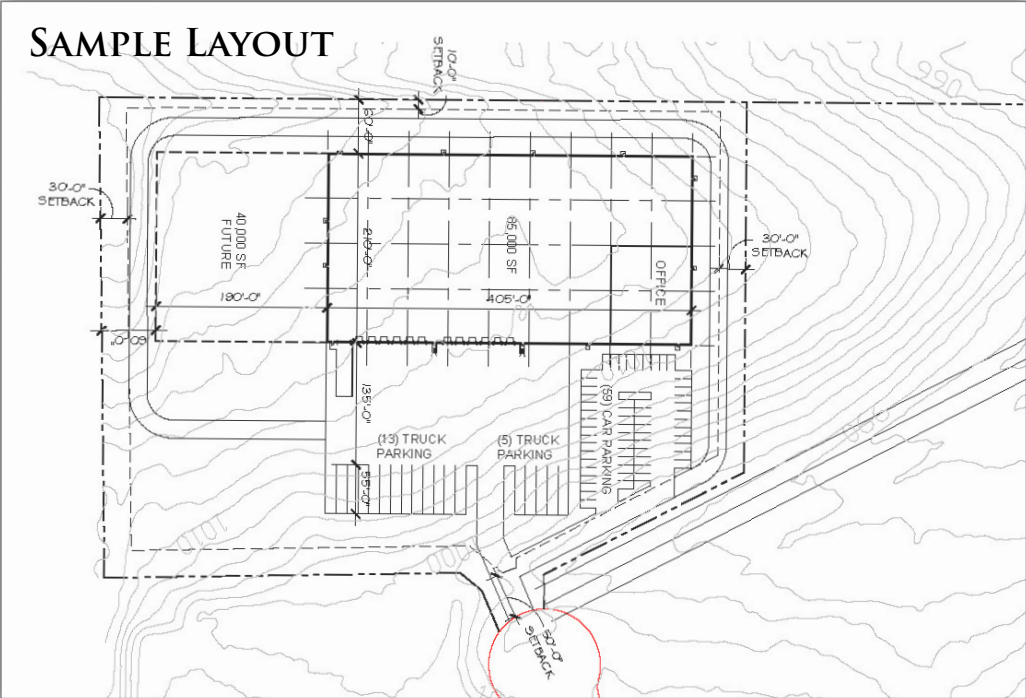 SAMPLE LAYOUT
10'-0"
SETBACK
990
60'-0"
30'-0"
SETBACK
40,000 SF
FUTURE
210'-0"
85,000 SF
OFFICE
30'-0"
SETBACK
190'-0"
405'-0"
60'-0"
135'-0"
(13) TRUCK
PARKING
(5) TRUCK
PARKING
(59) CAR PARKING
55'-0"
50'-0"
SETBACK